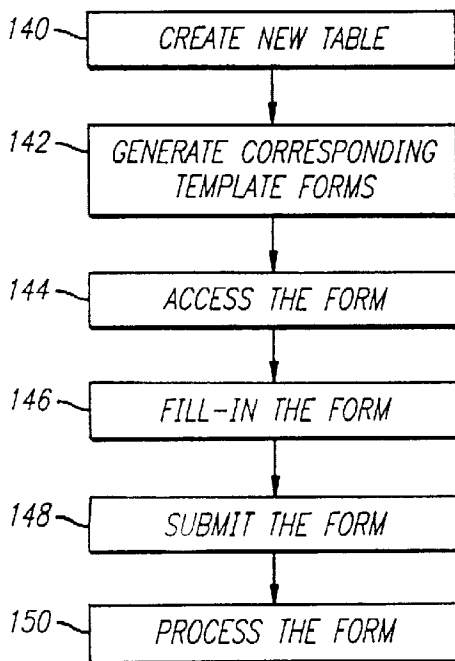 140 CREATE NEW TABLE
142 GENERATE CORRESPONDING
TEMPLATE FORMS
144 ACCESS THE FORM
146 FILL-IN THE FORM
148 SUBMIT THE FORM
150 PROCESS THE FORM